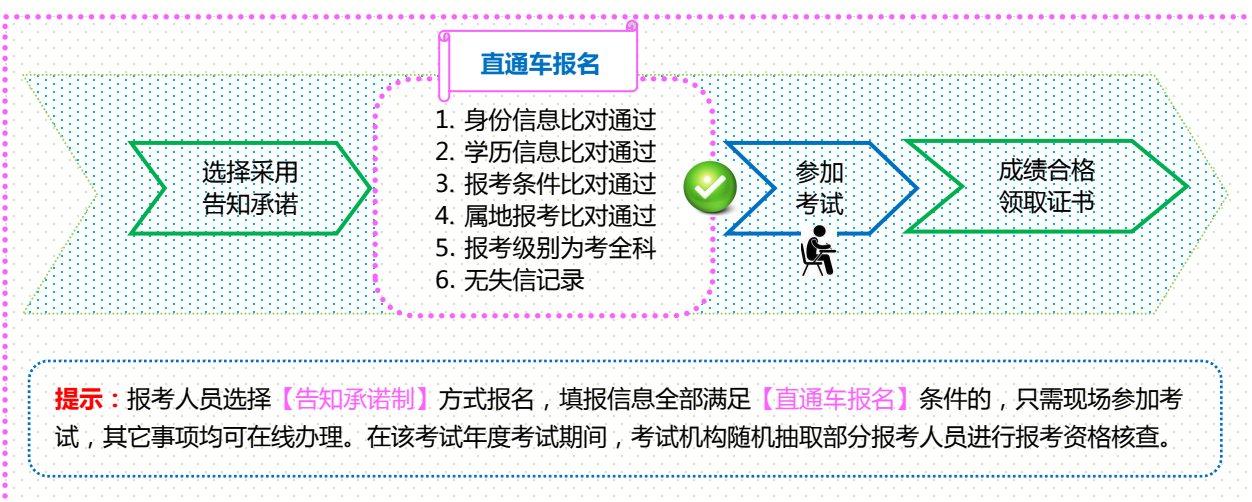 直通车报名
选择采用
告知承诺
1. 身份信息比对通过
2. 学历信息比对通过
3. 报考条件比对通过
4. 属地报考比对通过
5. 报考级别为考全科
6. 无失信记录
参加
考试
成绩合格
领取证书
提示：报考人员选择【告知承诺制】方式报名，填报信息全部满足【直通车报名】条件的，只需现场参加考
试，其它事项均可在线办理。在该考试年度考试期间，考试机构随机抽取部分报考人员进行报考资格核查。